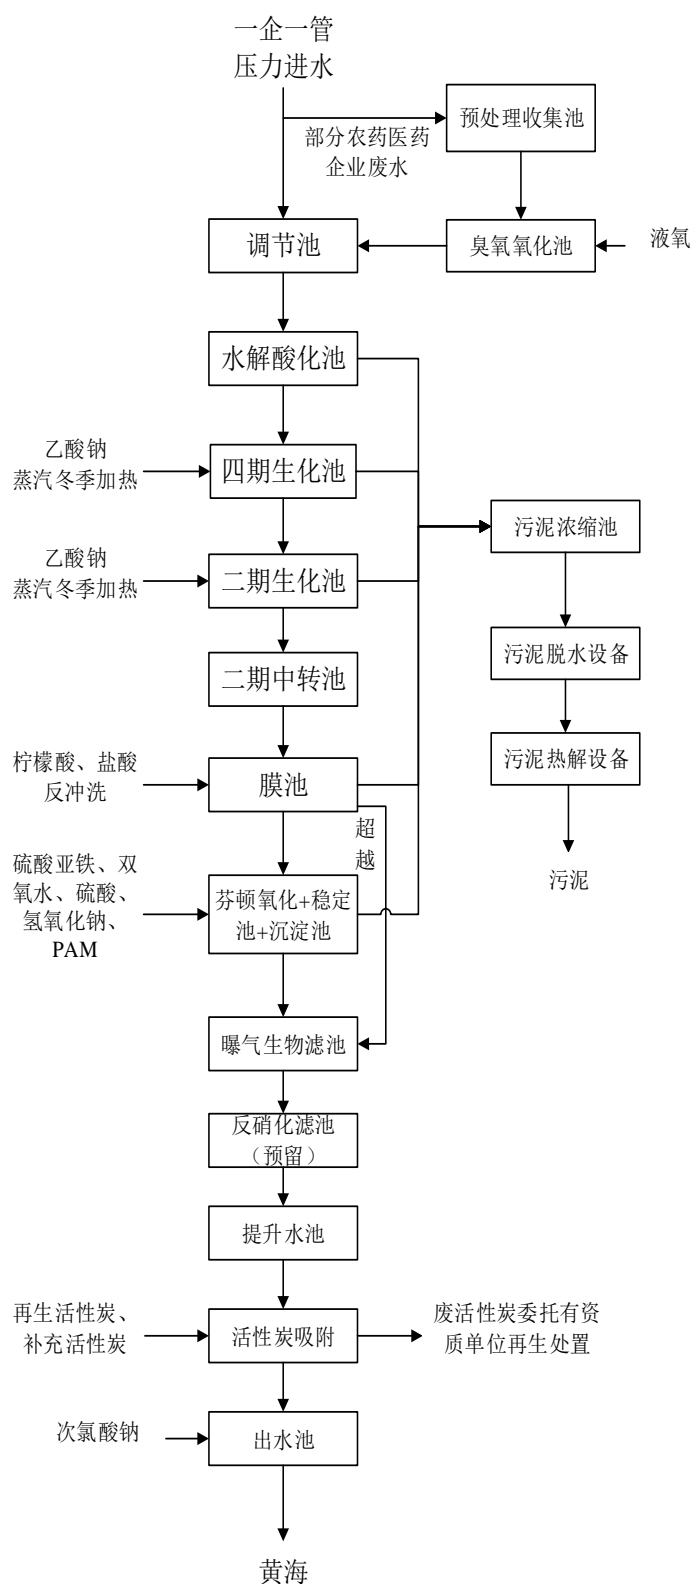 一企一管
压力进水
预处理收集池
部分农药医药
企业废水
调节池
臭氧氧化池
液氧
水解酸化池
乙酸钠
蒸汽冬季加热
四期生化池
污泥浓缩池
乙酸钠
蒸汽冬季加热
二期生化池
污泥脱水设备
二期中转池
柠檬酸、盐酸
反冲洗
膜池
污泥热解设备
超
越
污泥
硫酸亚铁、双
氧水、硫酸、
氢氧化钠、
PAM
芬顿氧化+稳定
池+沉淀池
曝气生物滤池
反硝化滤池
（预留）
提升水池
再生活性炭、
补充活性炭
活性炭吸附
废活性炭委托有资
质单位再生处置
次氯酸钠
出水池
黄海